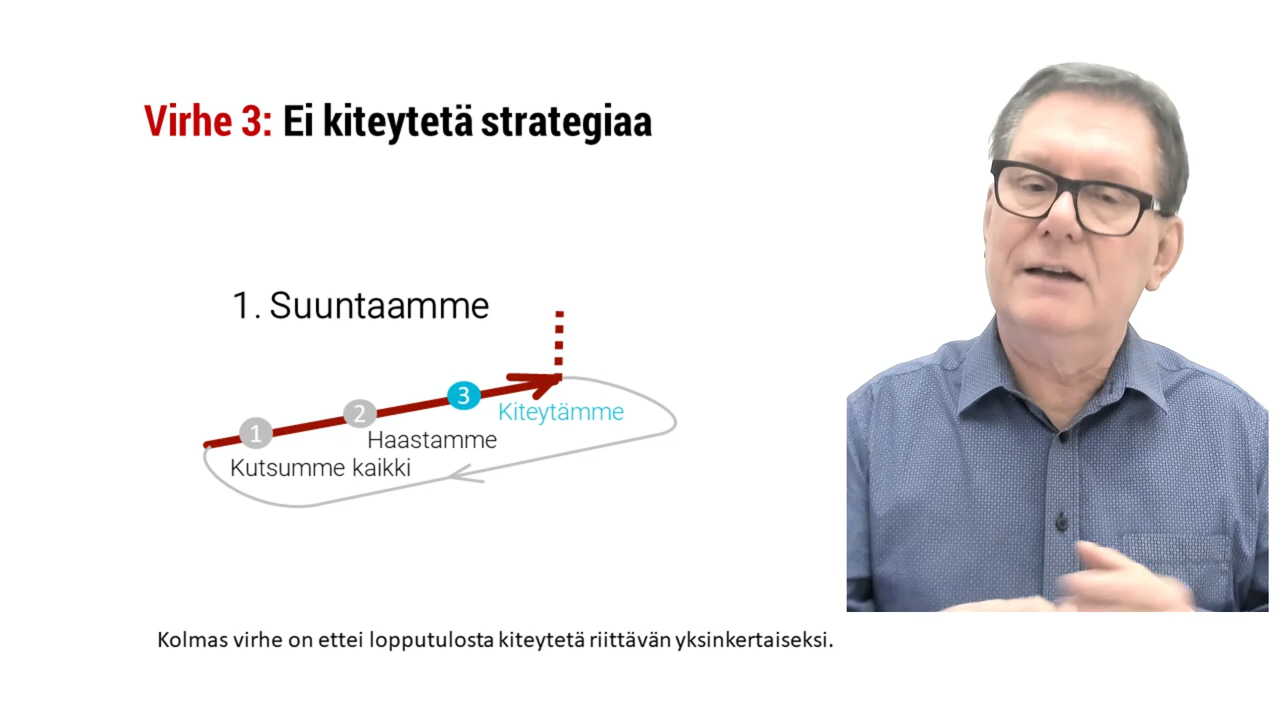 Virhe 3: Ei kiteytetä strategiaa
1. Suuntaamme
3
Kiteytämme
2
Haastamme
1
Kutsumme kaikki
Kolmas virhe on ettei lopputulosta kiteytetä riittävän yksinkertaiseksi.